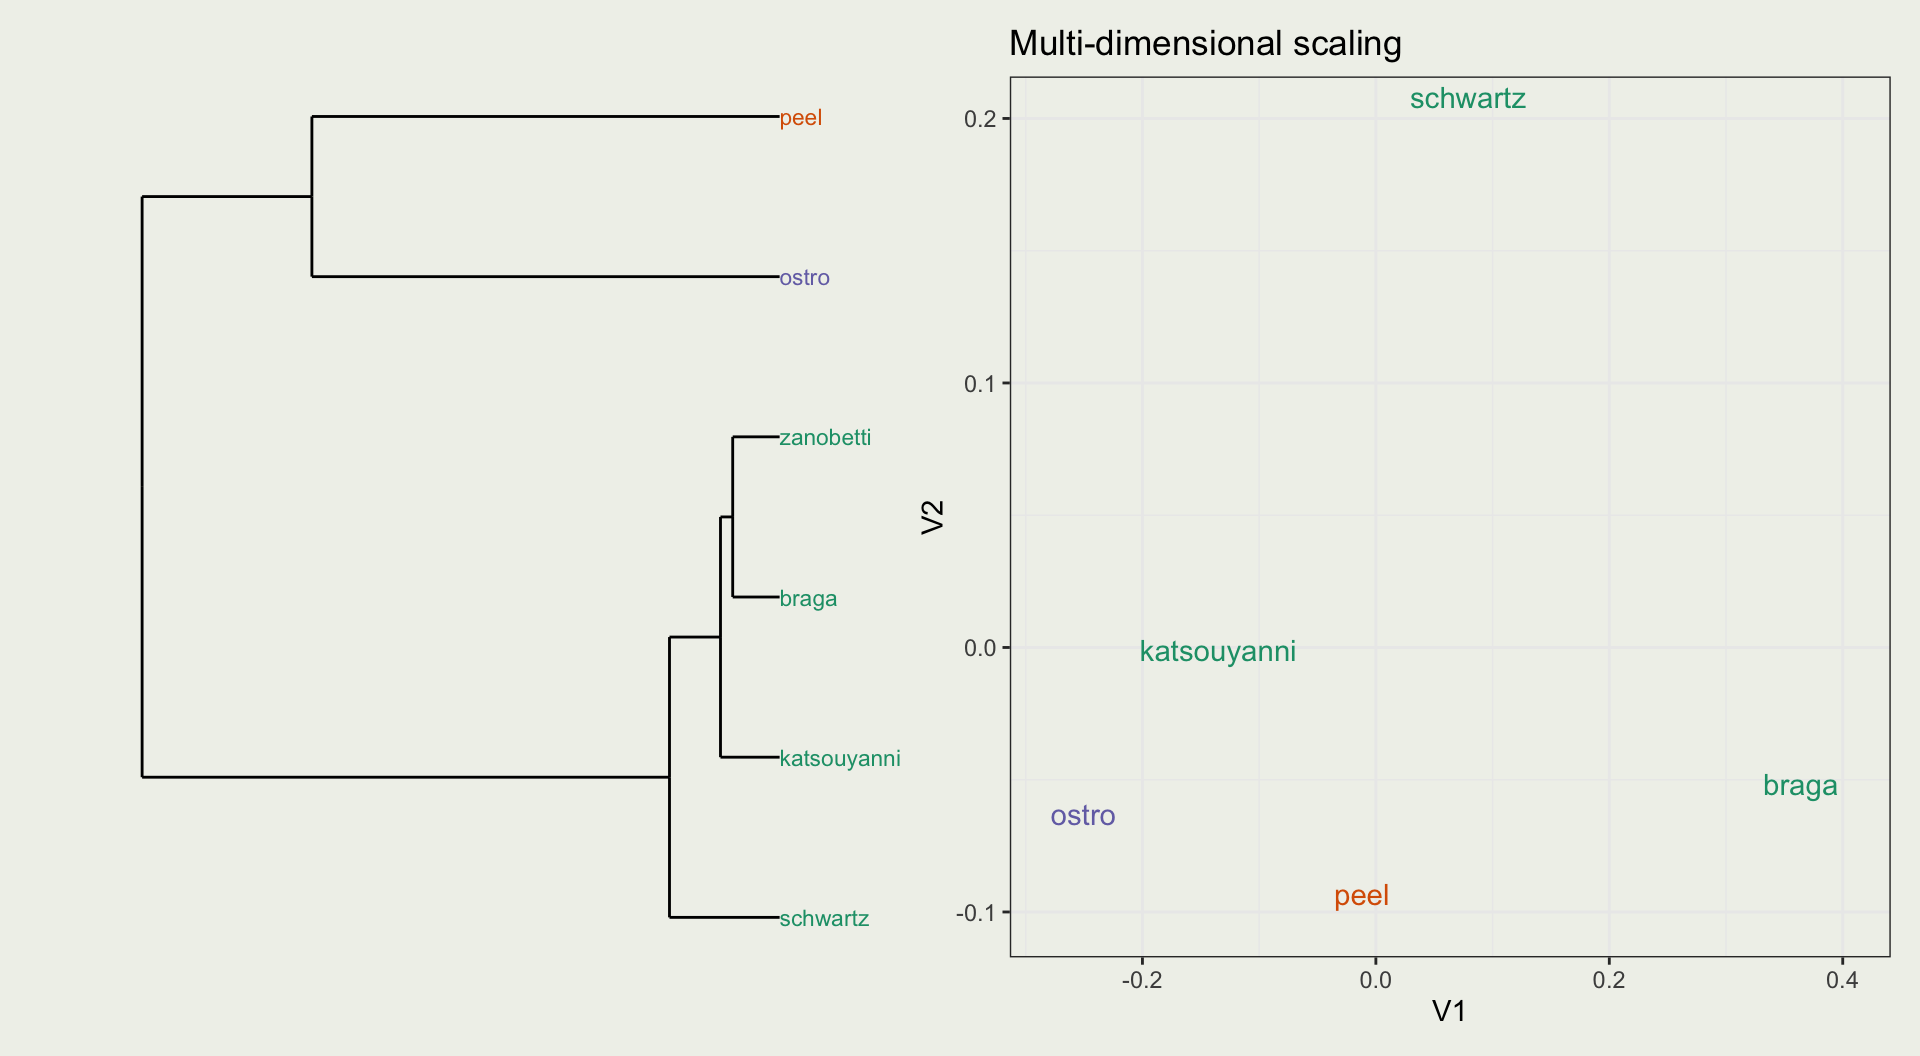 peel
ostro
zanobetti
braga
katsouyanni
schwartz
Multi-dimensional scaling
V2
0.2
0.1
0.0
-0.1
schwartz
katsouyanni
braga
ostro
peel
-0.2 0.0 0.2 0.4
V1